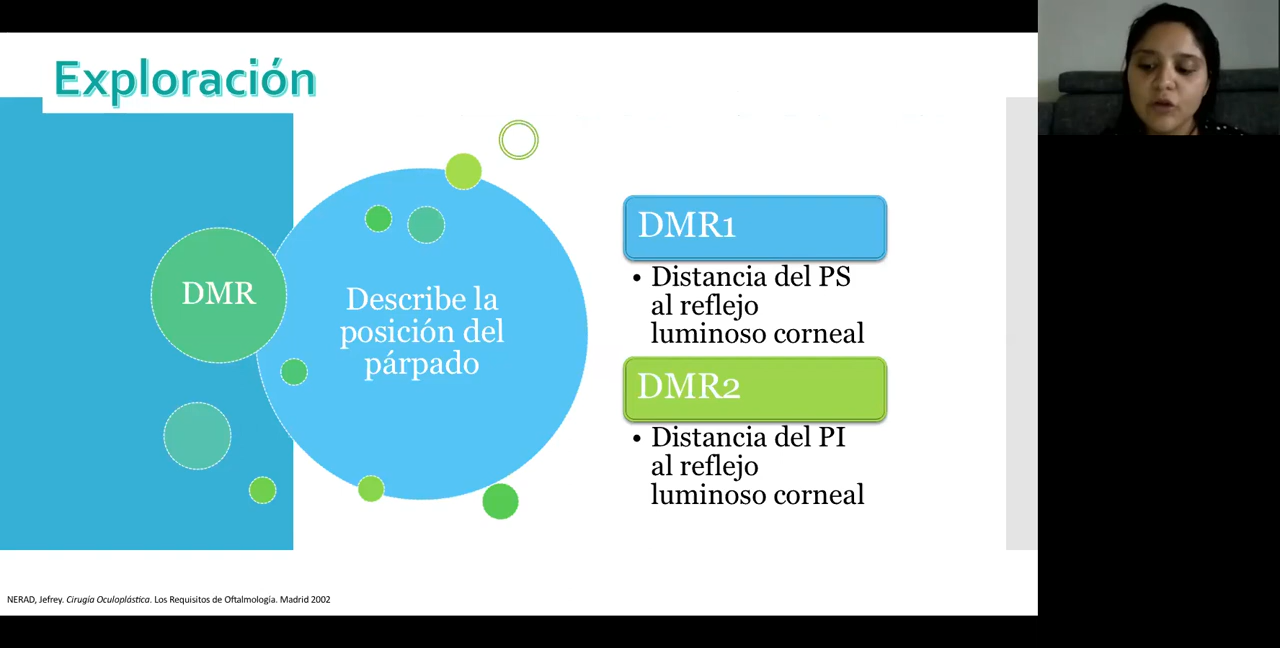 Exploración
DMR
Describe la
posición del
párpado
DMR1
• Distancia del PS
al reflejo
luminoso corneal
DMR2
• Distancia del PI
al reflejo
luminoso corneal
NERAD, Jefrey. Cirugía Oculoplástica. Los Requisitos de Oftalmología. Madrid 2002